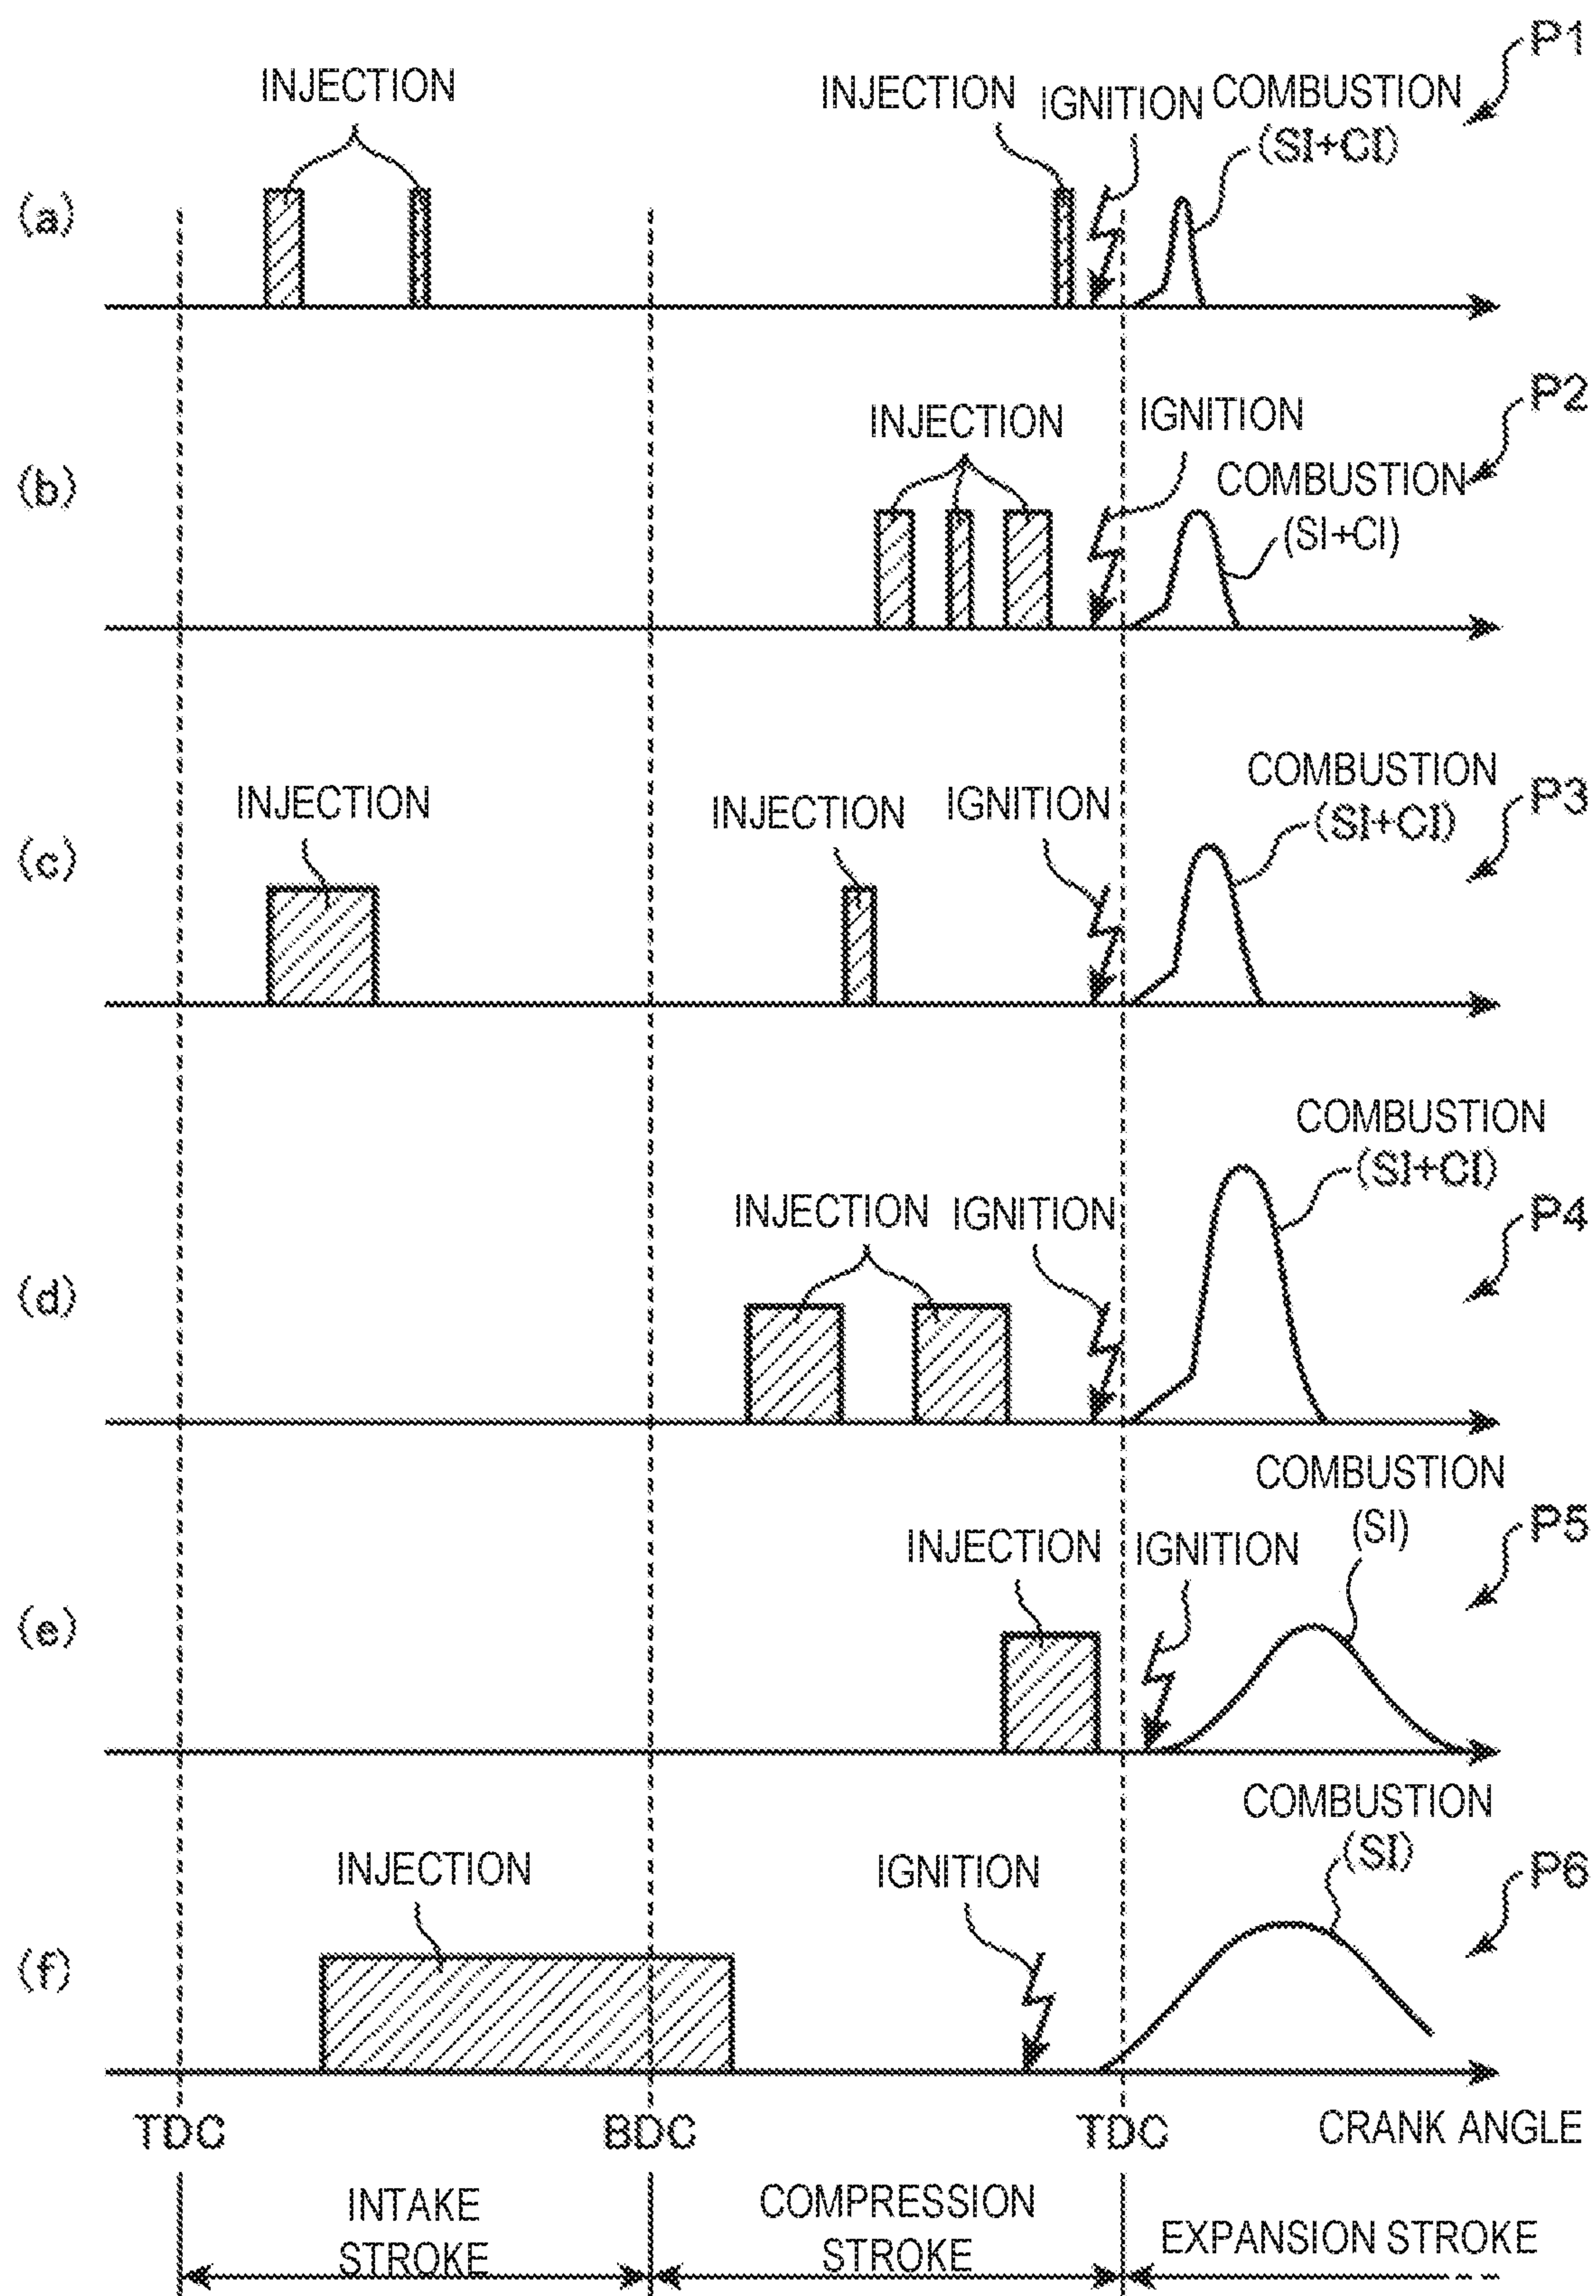 P1
INJECTION
INJECTION
IGNITION
COMBUSTION
(SI+CI)
(a)
P2
INJECTION
IGNITION
COMBUSTION
(SI+CI)
(b)
COMBUSTION
(SI+CI)
P3
INJECTION
INJECTION
IGNITION
(c)
COMBUSTION
(SI+CI)
P4
INJECTION
IGNITION
(d)
COMBUSTION
(SI)
P5
INJECTION
IGNITION
(e)
COMBUSTION
(SI)
P6
INJECTION
IGNITION
(f)
TDC
BDC
TDC
CRANK ANGLE
INTAKE
STROKE
COMPRESSION
STROKE
EXPANSION STROKE